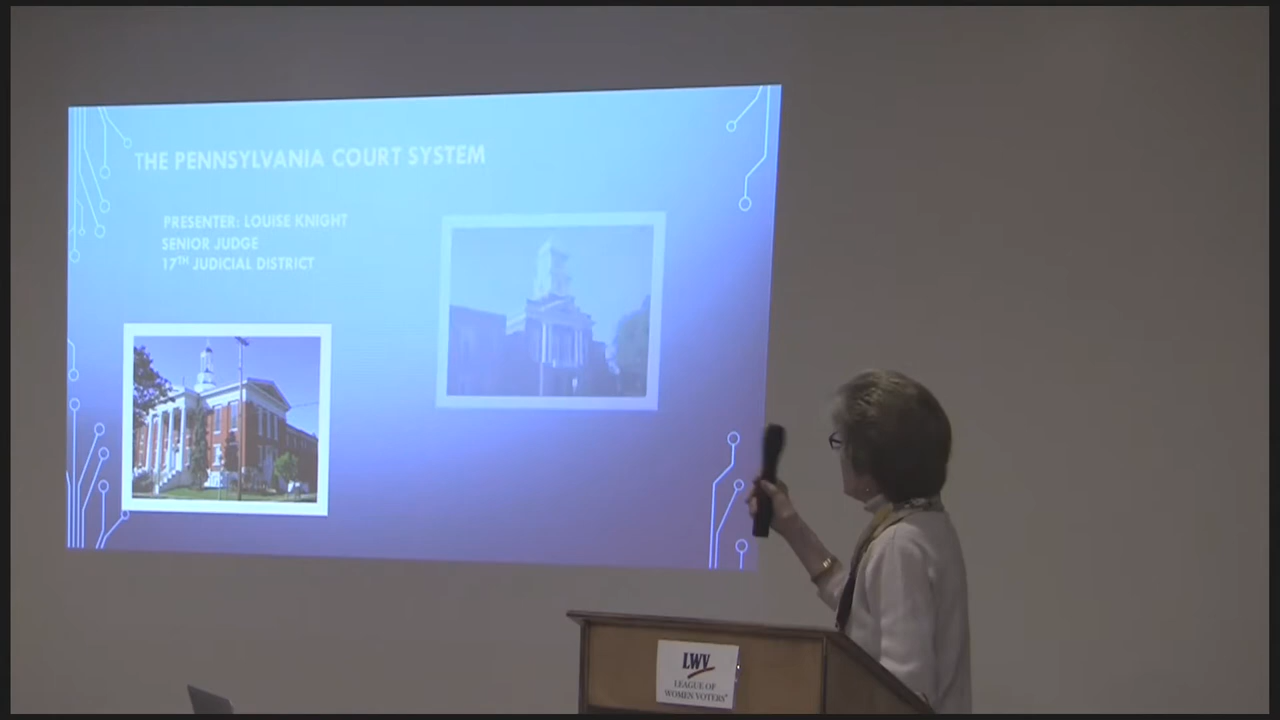 THE PENNSYLVANIA COURT SYSTEM
PRESENTER: LOUISE KNIGHT
SENIOR JUDGE
17TH JUDICIAL DISTRICT
LWV
LEAGUE OF
WOMEN VOTERS®